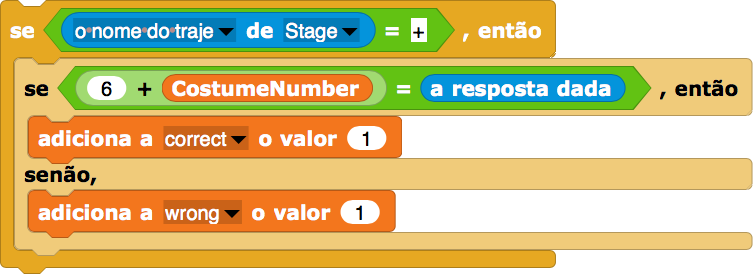 se o nome do traje de Stage = + , então
se 6 + CostumeNumber = a resposta dada , então
adiciona a correct o valor 1
senão,
adiciona a wrong o valor 1